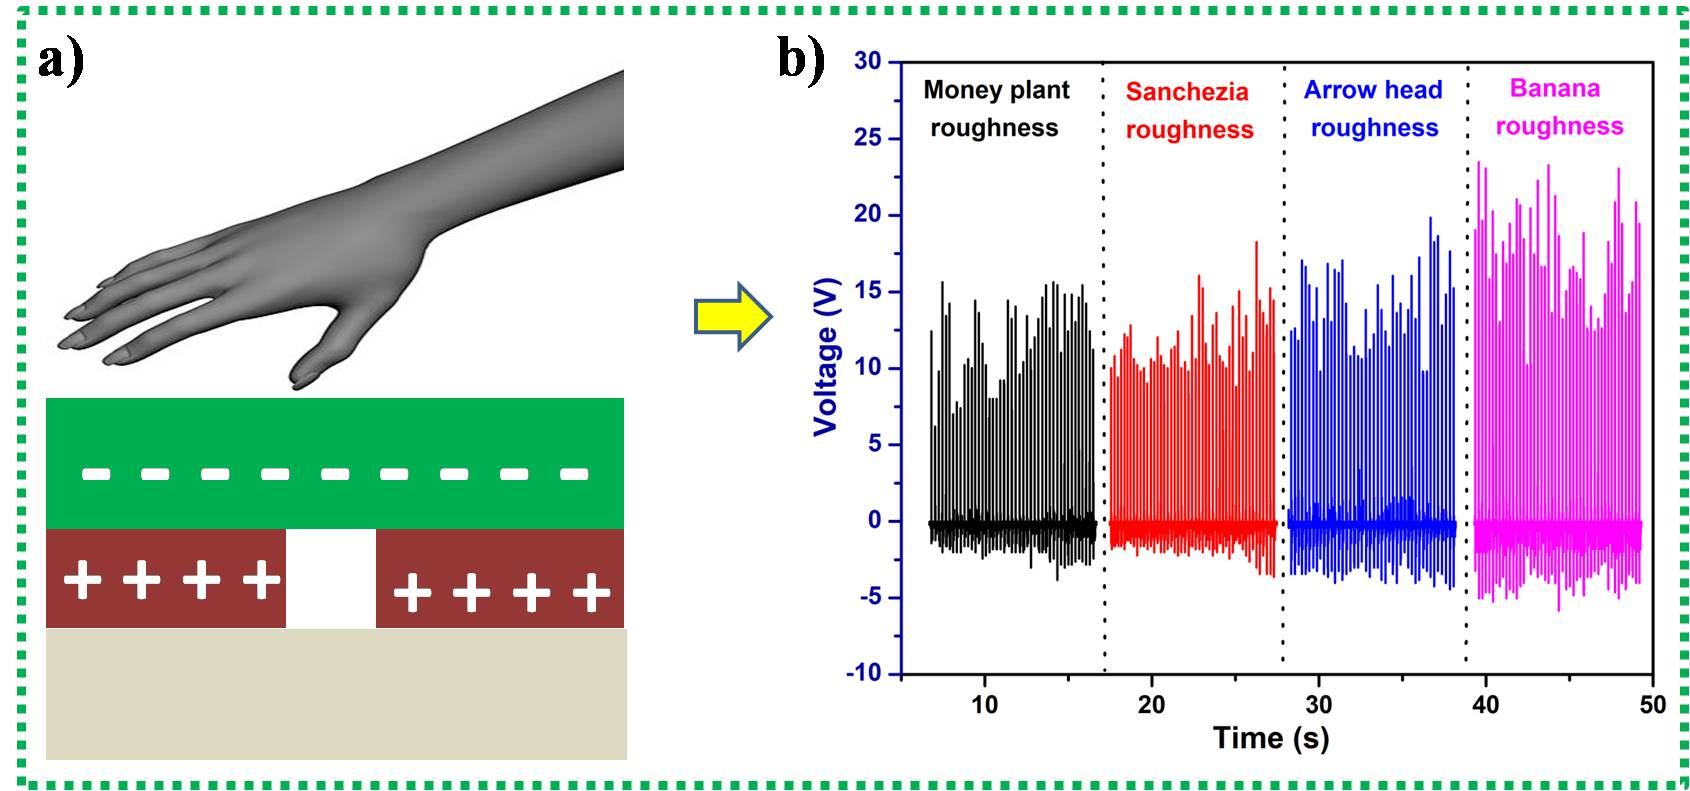 a)
b)
Money plant
roughness
Sanchezia
roughness
Arrow head
roughness
Banana
roughness
30
25
20
15
10
5
0
-5
-10
Voltage (V)
10
20
30
40
50
Time (s)